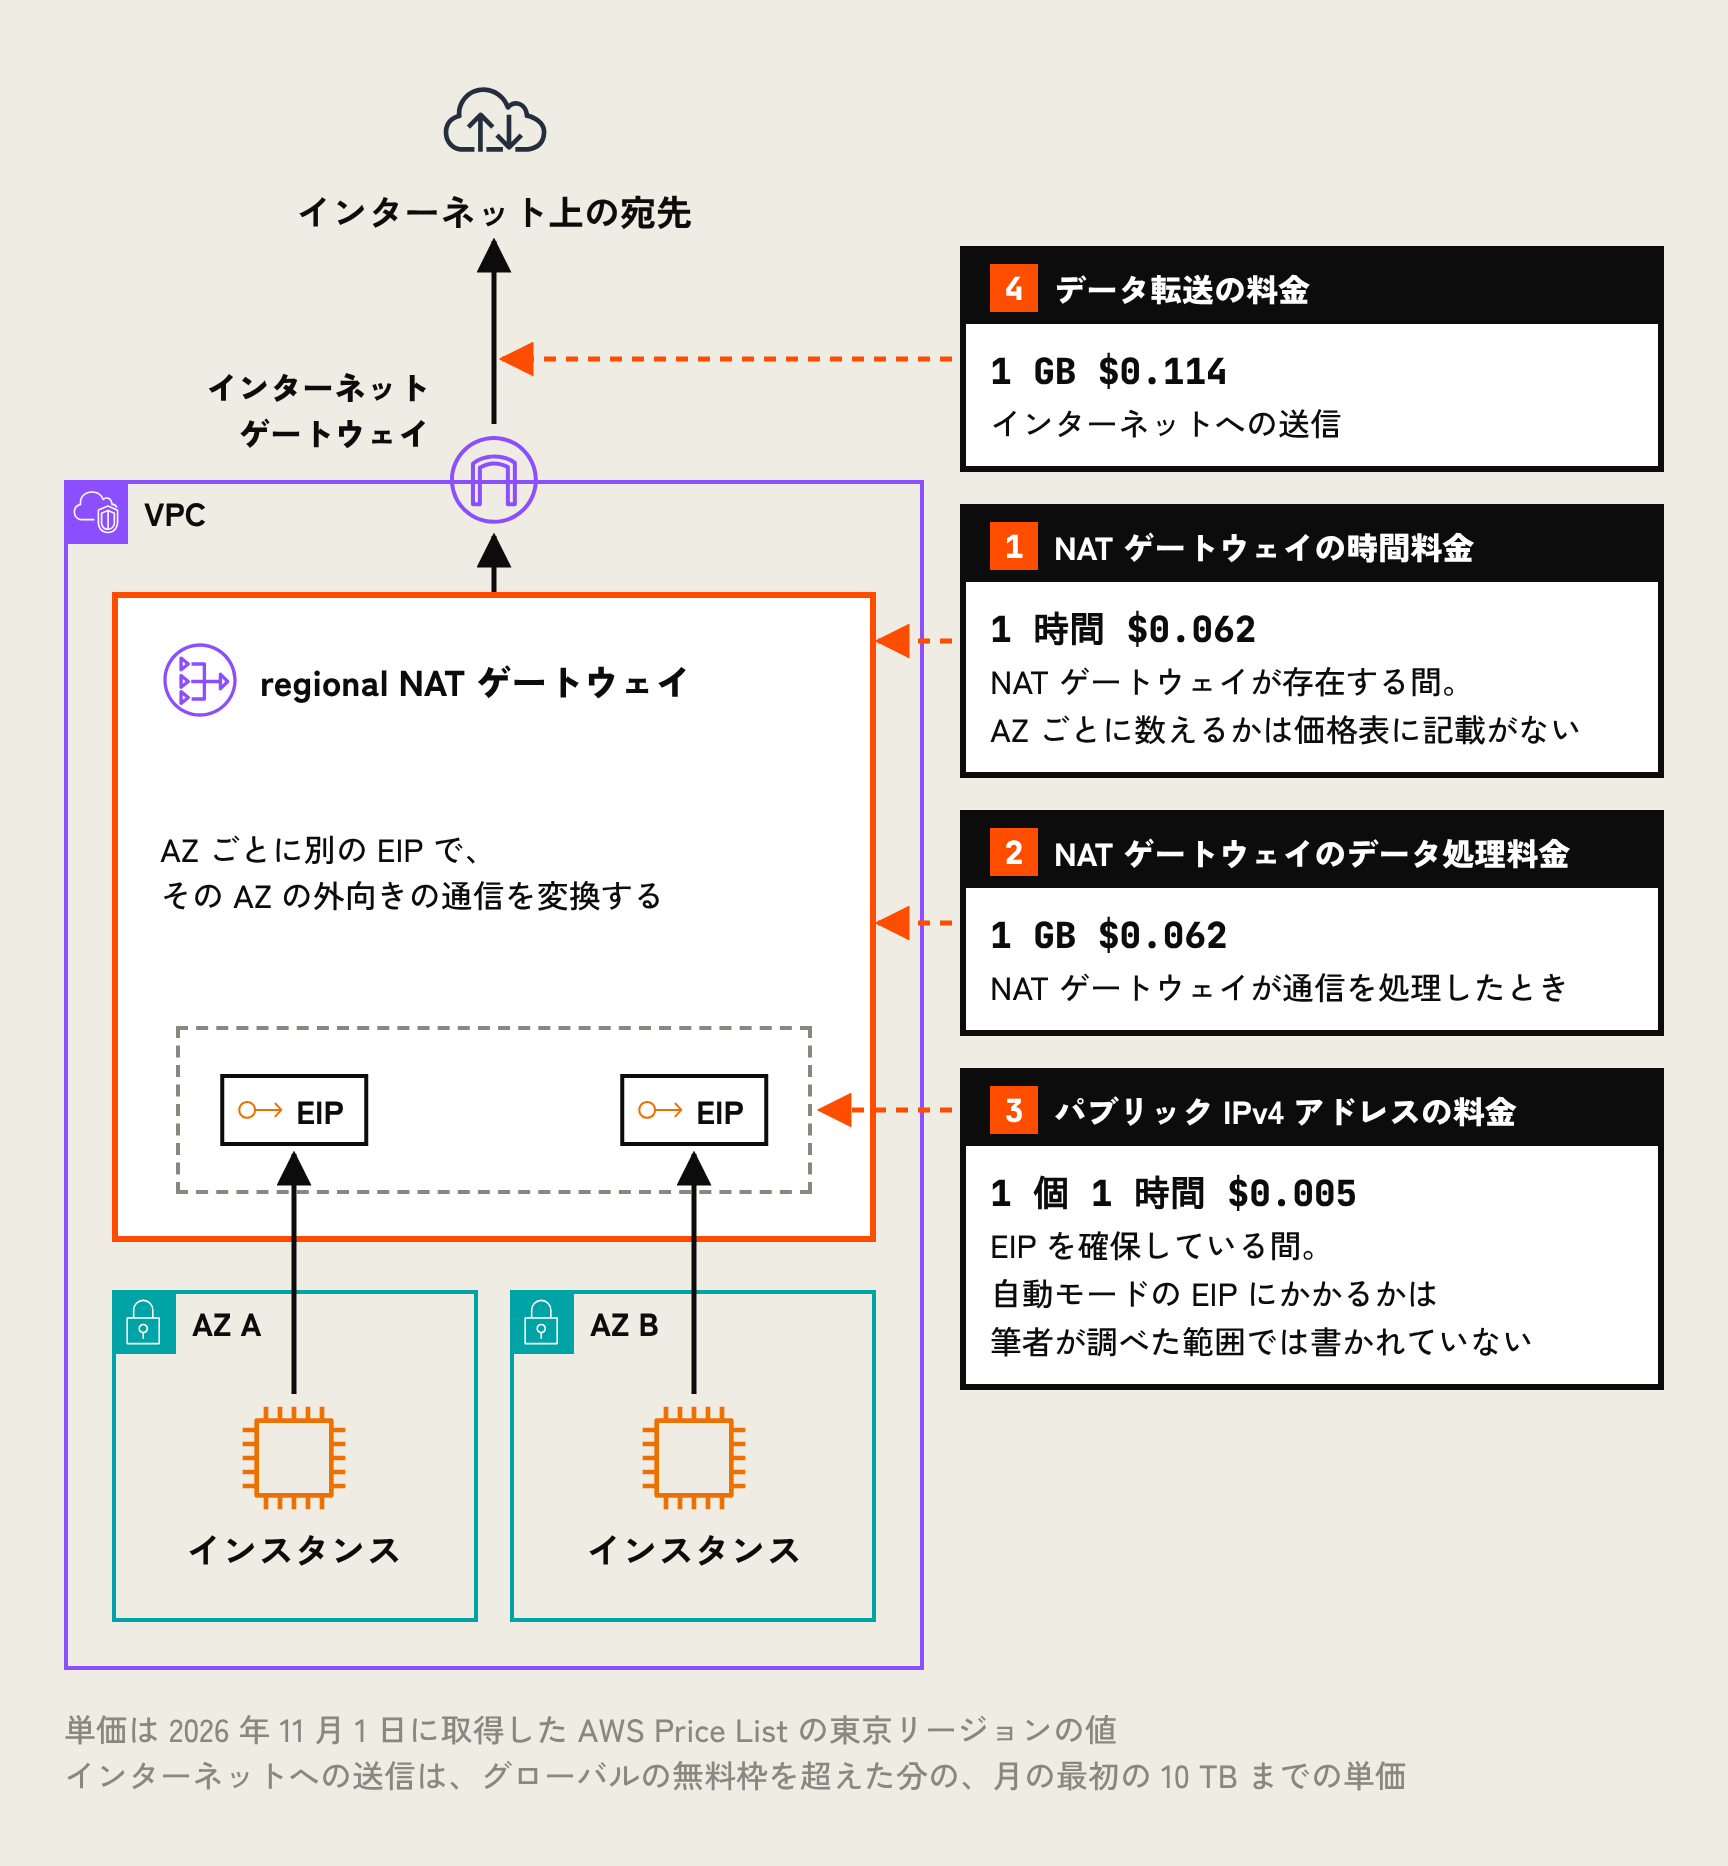 インターネット上の宛先
インターネット
ゲートウェイ
VPC
regional NAT ゲートウェイ
AZ ごとに別の EIP で、
その AZ の外向きの通信を変換する
EIP
EIP
AZ A
AZ B
インスタンス
インスタンス
4 データ転送の料金
1 GB $0.114
インターネットへの送信
1 NAT ゲートウェイの時間料金
1 時間 $0.062
NAT ゲートウェイが存在する間。
AZ ごとに数えるかは価格表に記載がない
2 NAT ゲートウェイのデータ処理料金
1 GB $0.062
NAT ゲートウェイが通信を処理したとき
3 パブリック IPv4 アドレスの料金
1 個 1 時間 $0.005
EIP を確保している間。
自動モードの EIP にかかるかは
筆者が調べた範囲では書かれていない
単価は 2026 年 11 月 1 日に取得した AWS Price List の東京リージョンの値
インターネットへの送信は、グローバルの無料枠を超えた分の、月の最初の 10 TB までの単価